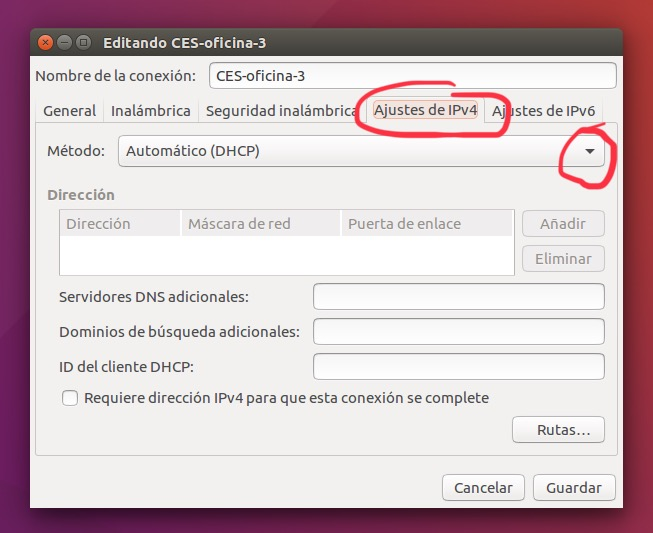 Editando CES-oficina-3
Nombre de la conexión: CES-oficina-3
General Inalámbrica Seguridad inalámbrica Ajustes de IPv4 Ajustes de IPv6
Método: Automático (DHCP)
Dirección
Dirección Máscara de red Puerta de enlace Añadir
Eliminar
Servidores DNS adicionales:
Dominios de búsqueda adicionales:
ID del cliente DHCP:
Requiere dirección IPv4 para que esta conexión se complete
Rutas...
Cancelar Guardar